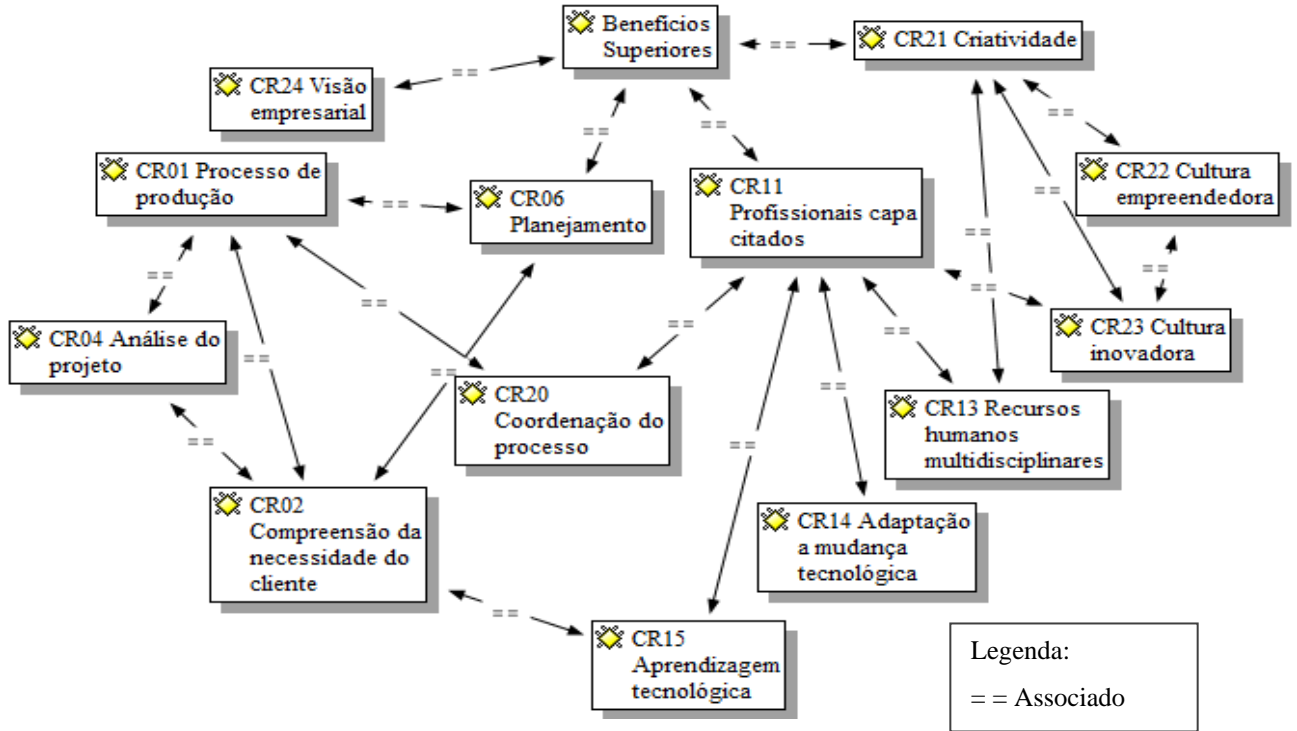 Benefícios
Superiores
= =
CR21 Criatividade
= =
CR24 Visão
empresarial
= =
= =
CR01 Processo de
produção
= =
CR06
Planejamento
CR11
Profissionais capa
citados
= =
CR22 Cultura
empreendedora
= =
= =
= =
= =
= =
= =
CR23 Cultura
inovadora
= =
= =
CR04 Análise do
projeto
= =
= =
= =
= =
CR20
Coordenação do
processo
CR13 Recursos
humanos
multidisciplinares
= =
= =
CR02
Compreensão da
necessidade do
cliente
CR14 Adaptação
a mudança
tecnológica
= =
CR15
Aprendizagem
tecnológica
Legenda:
= = Associado